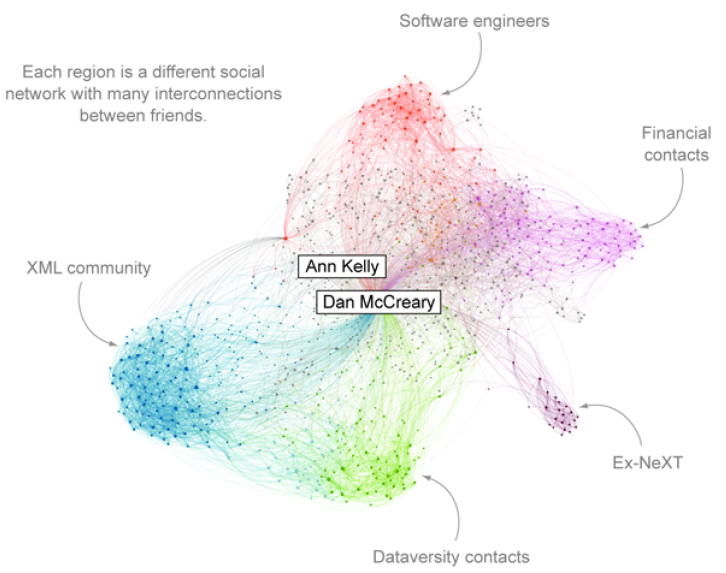 Software engineers
Each region is a different social
network with many interconnections
between friends.
Financial
contacts
Ann Kelly
XML community
Dan McCreary
Ex-NeXT
Dataversity contacts